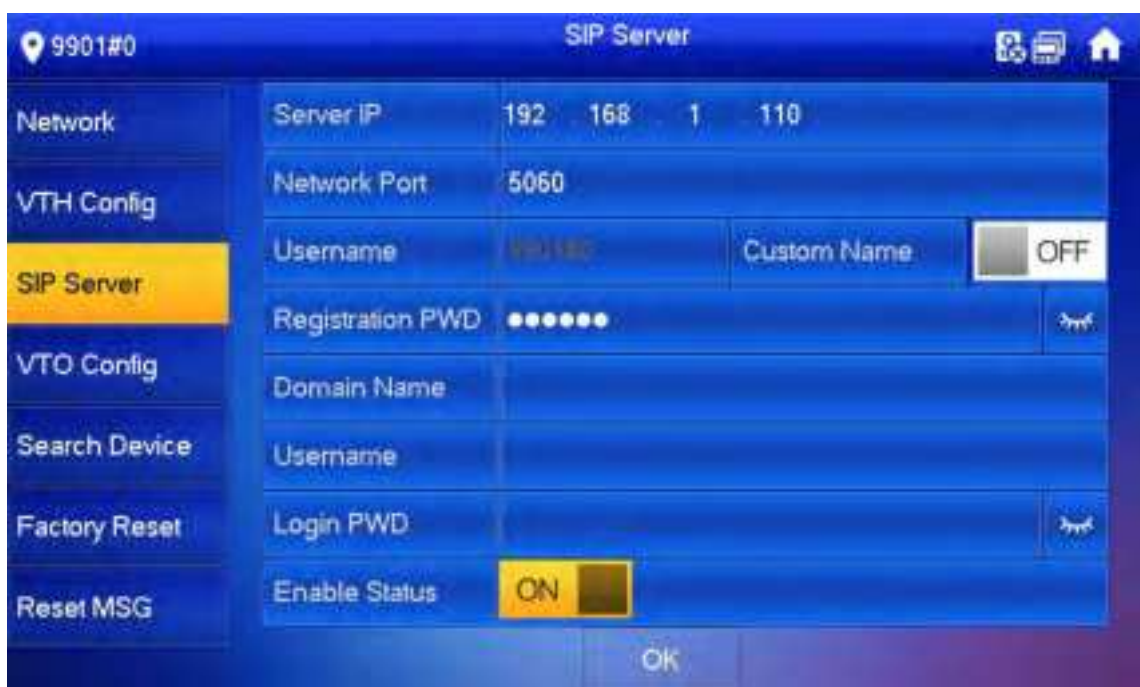 9901#0
SIP Server
Network
VTH Config
SIP Server
VTO Config
Search Device
Factory Reset
Reset MSG
Server IP 192 . 168 . 1 . 110
Network Port 5060
Username Custom Name OFF
Registration PWD ●●●●●●
Domain Name
Username
Login PWD
Enable Status ON
OK